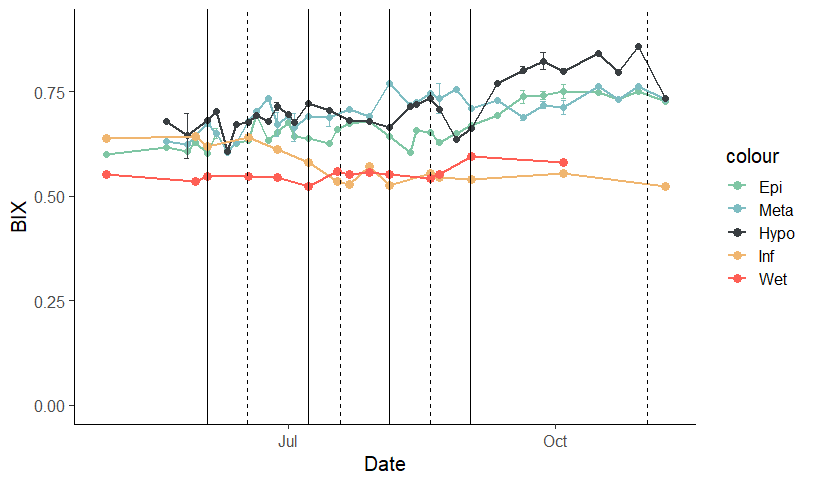 BIX
0.75
0.50
0.25
0.00
Jul
Oct
Date
colour
Epi
Meta
Hypo
Inf
Wet